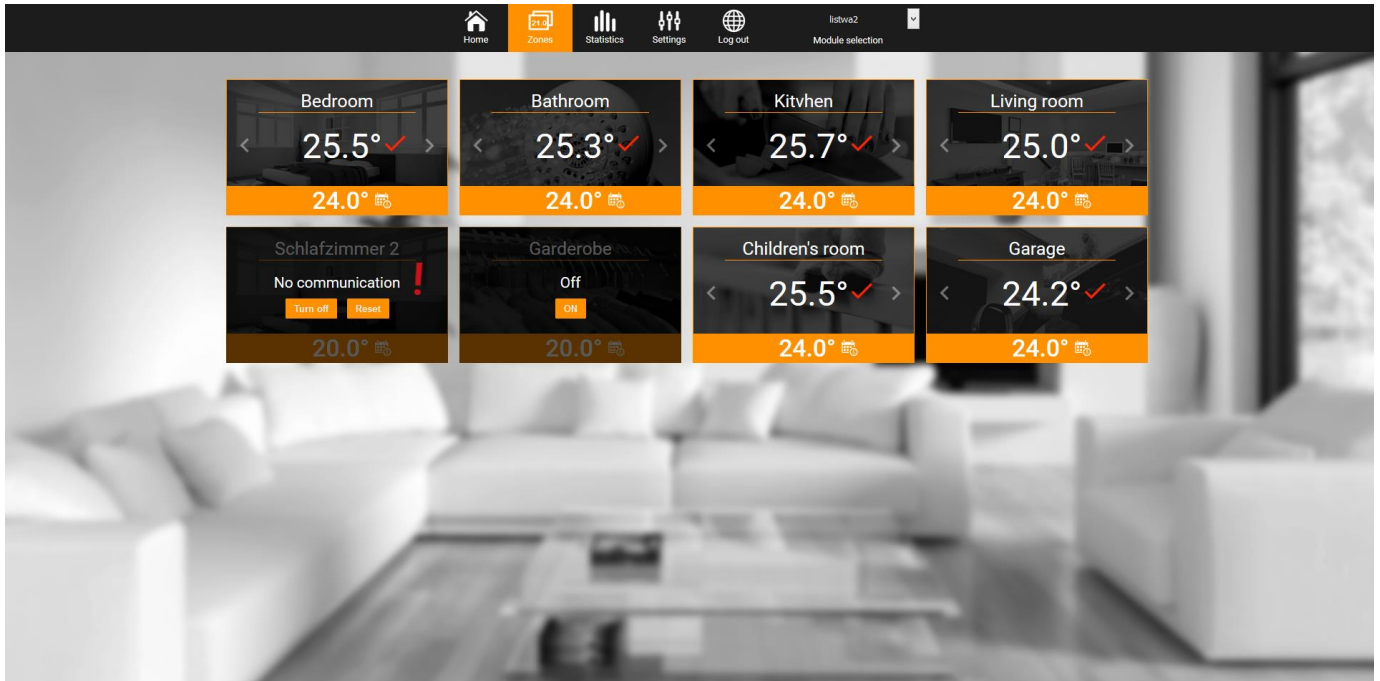 21.0
Home
Zones
Statistics
Settings
Log out
listwa2
Module selection
Bedroom
25.5°
24.0°
Bathroom
25.3°
24.0°
Kitvhen
25.7°
24.0°
Living room
25.0°
24.0°
Schlafzimmer 2
No communication
Turn off
Reset
20.0°
Garderobe
Off
ON
20.0°
Children's room
25.5°
24.0°
Garage
24.2°
24.0°